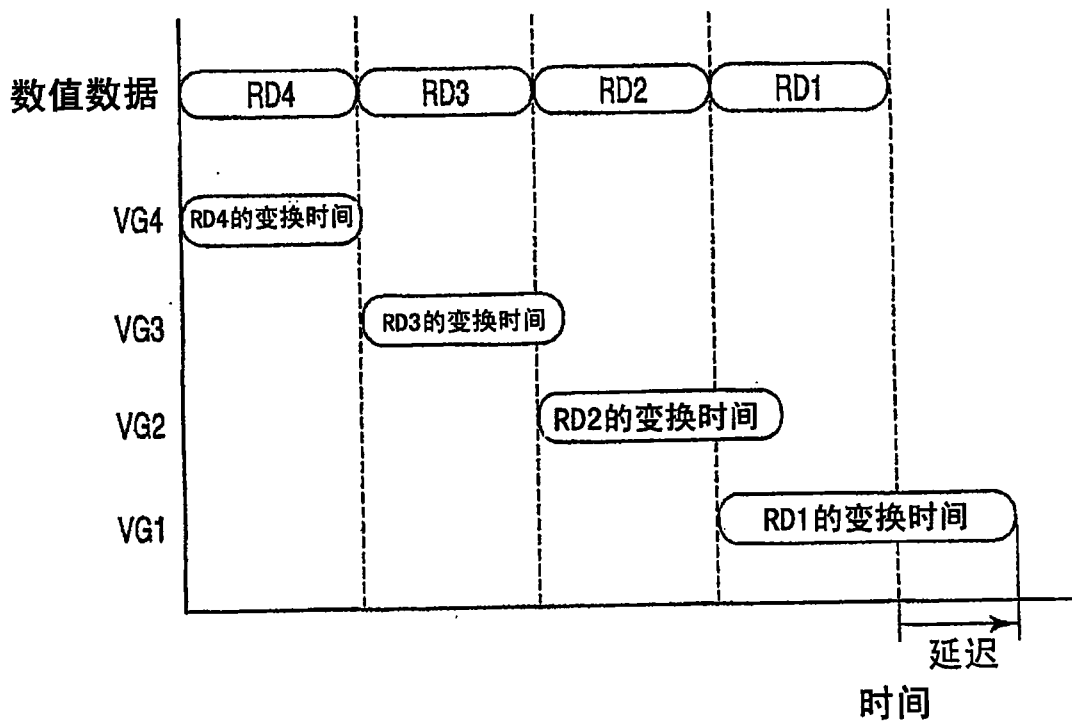 数值数据 RD4 RD3 RD2 RD1
VG4 RD4的变换时间
VG3 RD3的变换时间
VG2 RD2的变换时间
VG1 RD1的变换时间
延迟
时间